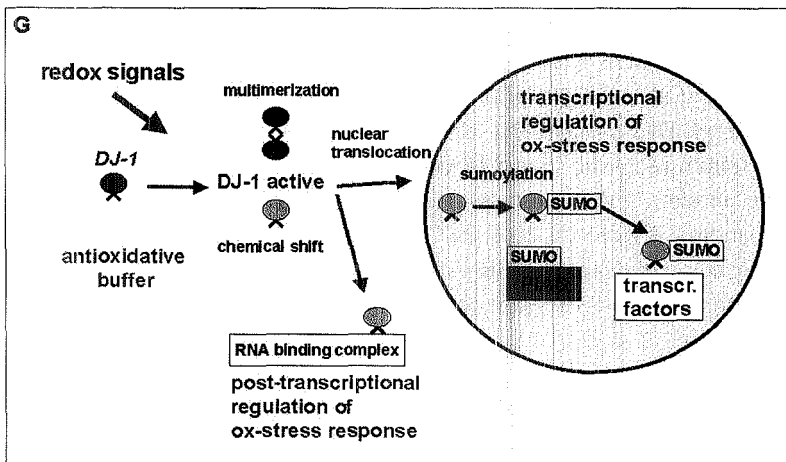 G
redox signals
DJ-1
antioxidative
buffer
multimerization
DJ-1 active
chemical shift
nuclear
translocation
RNA binding complex
post-transcriptional
regulation of
ox-stress response
transcriptional
regulation of
ox-stress response
sumoylation
SUMO
SUMO
SUMO
transcr.
factors